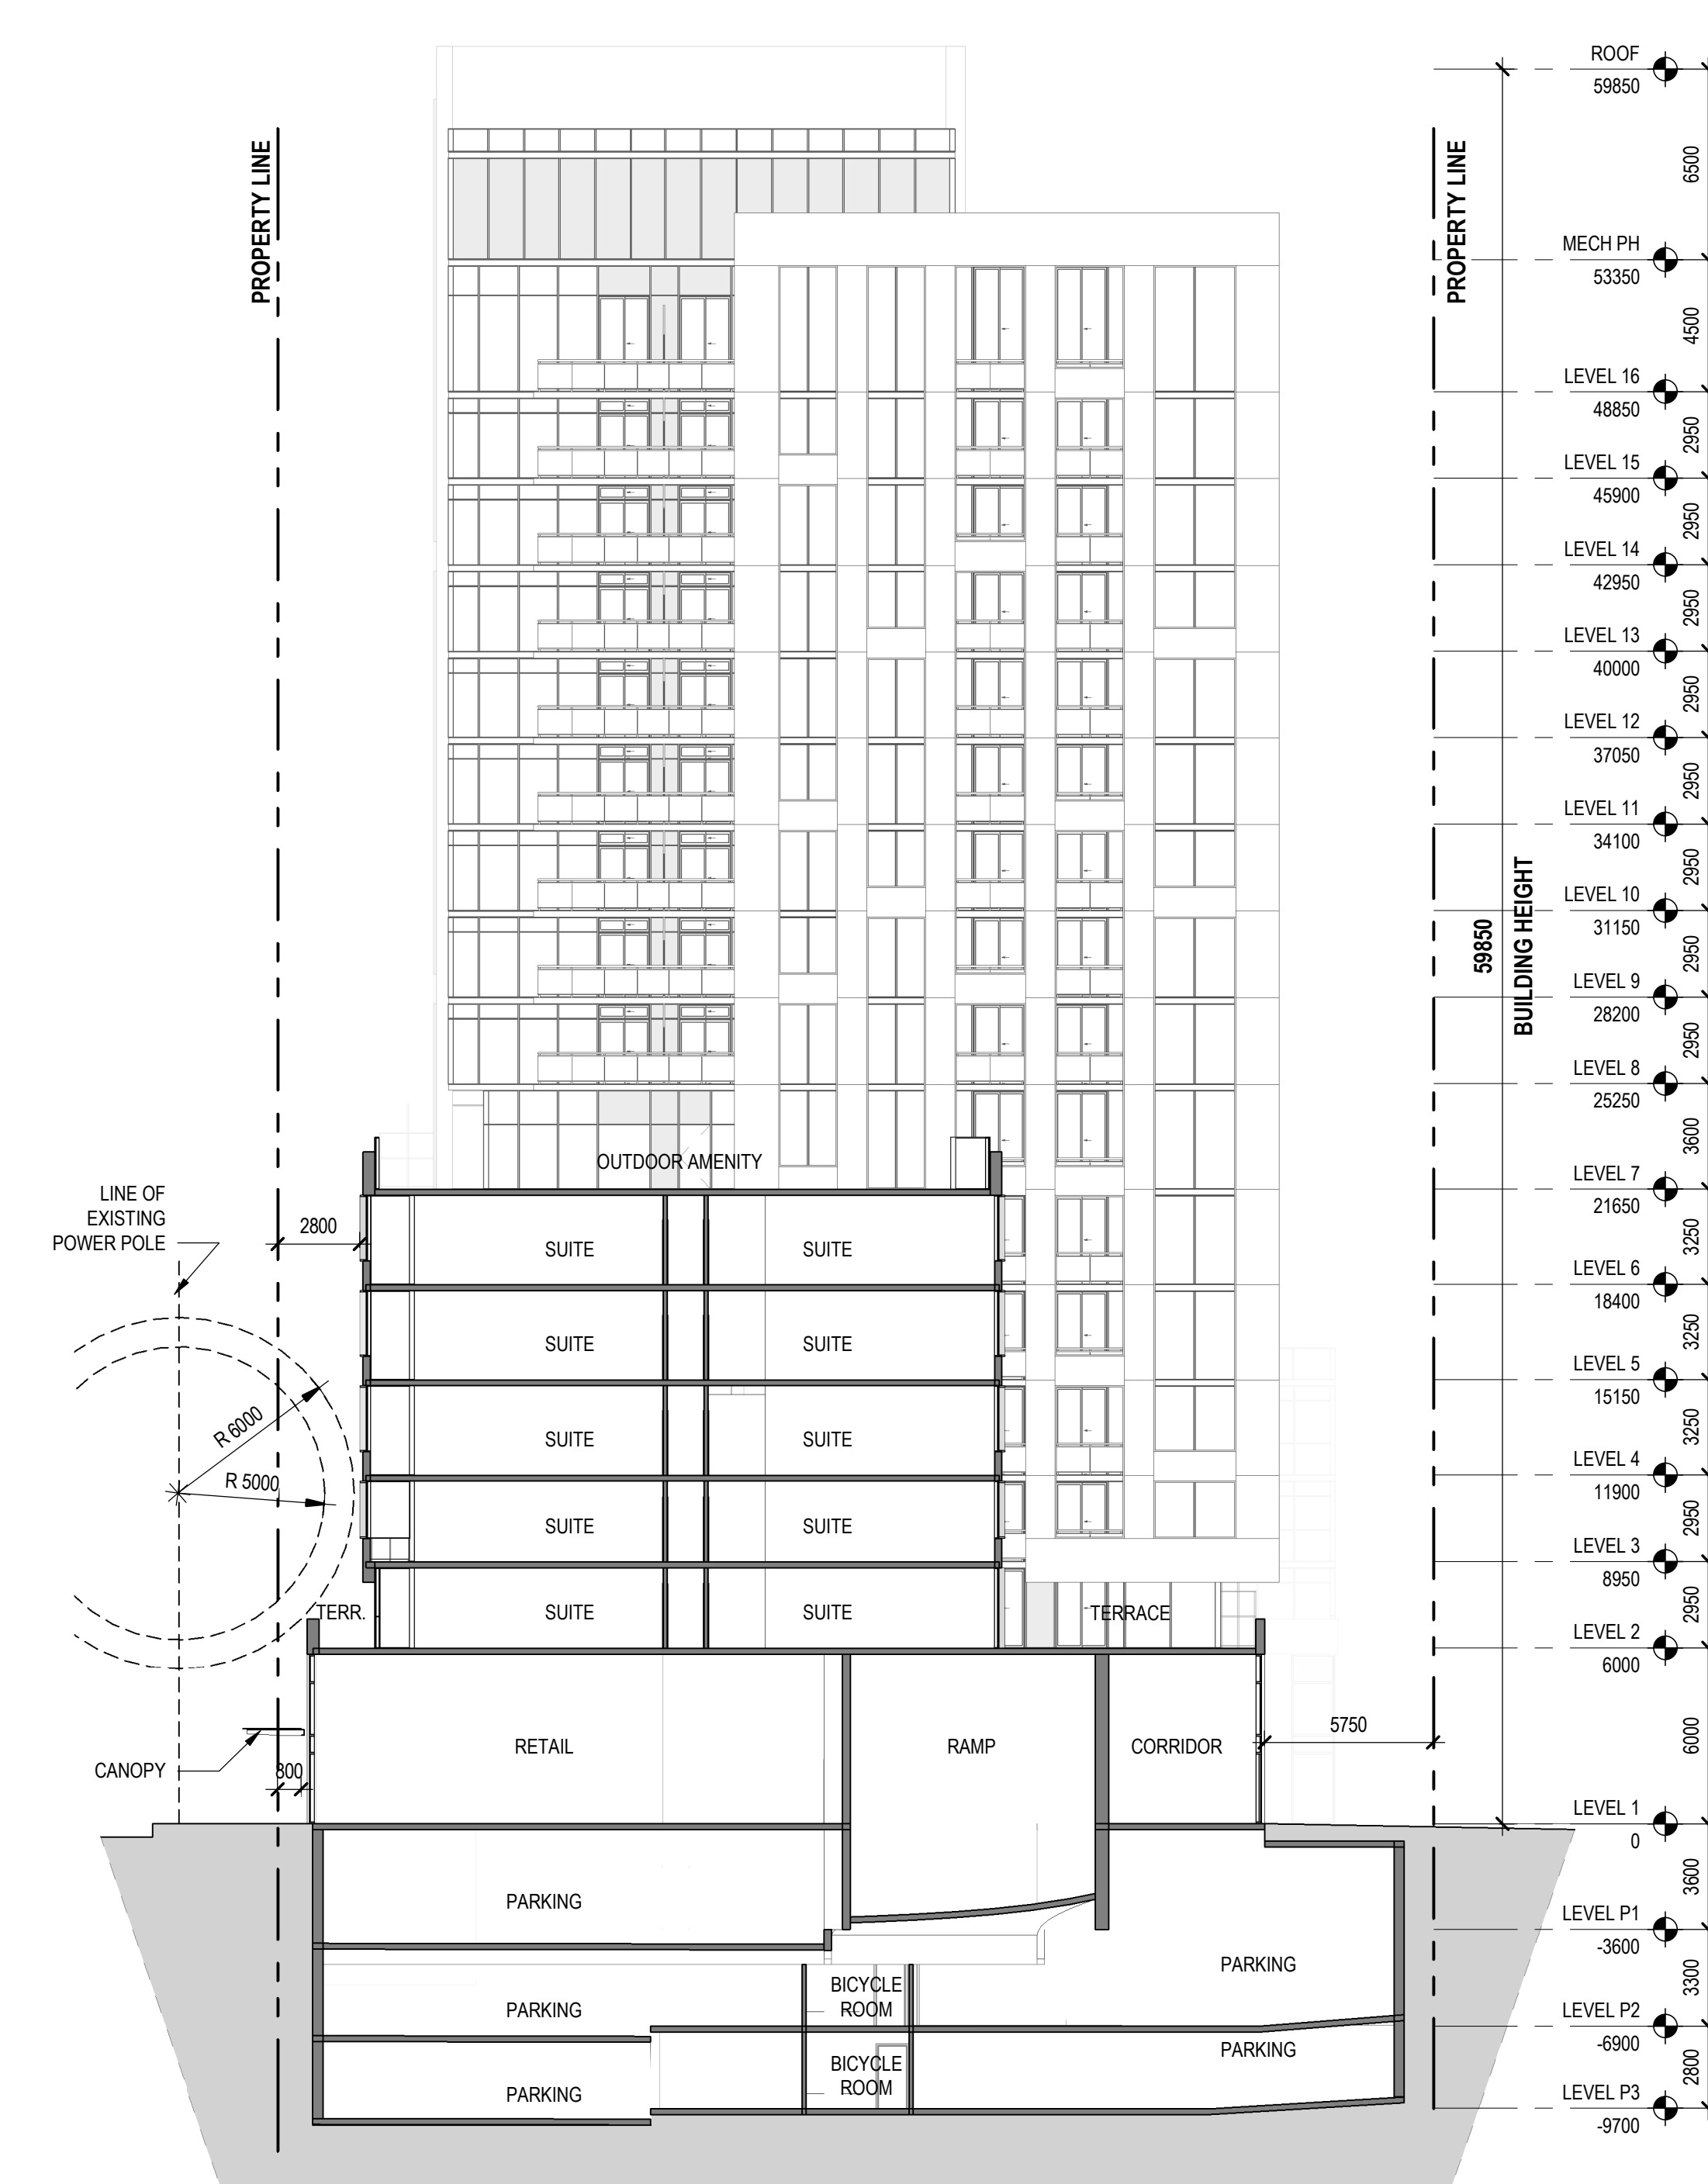 ROOF
59850
6500
PROPERTY LINE
PROPERTY LINE
MECH PH
53350
4500
LEVEL 16
48850
2950
LEVEL 15
45900
2950
LEVEL 14
42950
2950
LEVEL 13
40000
2950
LEVEL 12
37050
2950
LEVEL 11
34100
2950
LEVEL 10
31150
2950
59850
BUILDING HEIGHT
LEVEL 9
28200
2950
LEVEL 8
25250
3600
OUTDOOR AMENITY
LEVEL 7
21650
LINE OF
EXISTING
POWER POLE
2800
SUITE
SUITE
3250
LEVEL 6
18400
SUITE
SUITE
3250
LEVEL 5
15150
R 6000
R 5000
SUITE
SUITE
3250
LEVEL 4
11900
SUITE
SUITE
2950
LEVEL 3
8950
TERR.
SUITE
SUITE
TERRACE
2950
LEVEL 2
6000
CANOPY
800
RETAIL
RAMP
CORRIDOR
5750
6000
LEVEL 1
0
PARKING
3600
LEVEL P1
-3600
PARKING
BICYCLE
ROOM
PARKING
3300
LEVEL P2
-6900
PARKING
BICYCLE
ROOM
PARKING
2800
LEVEL P3
-9700